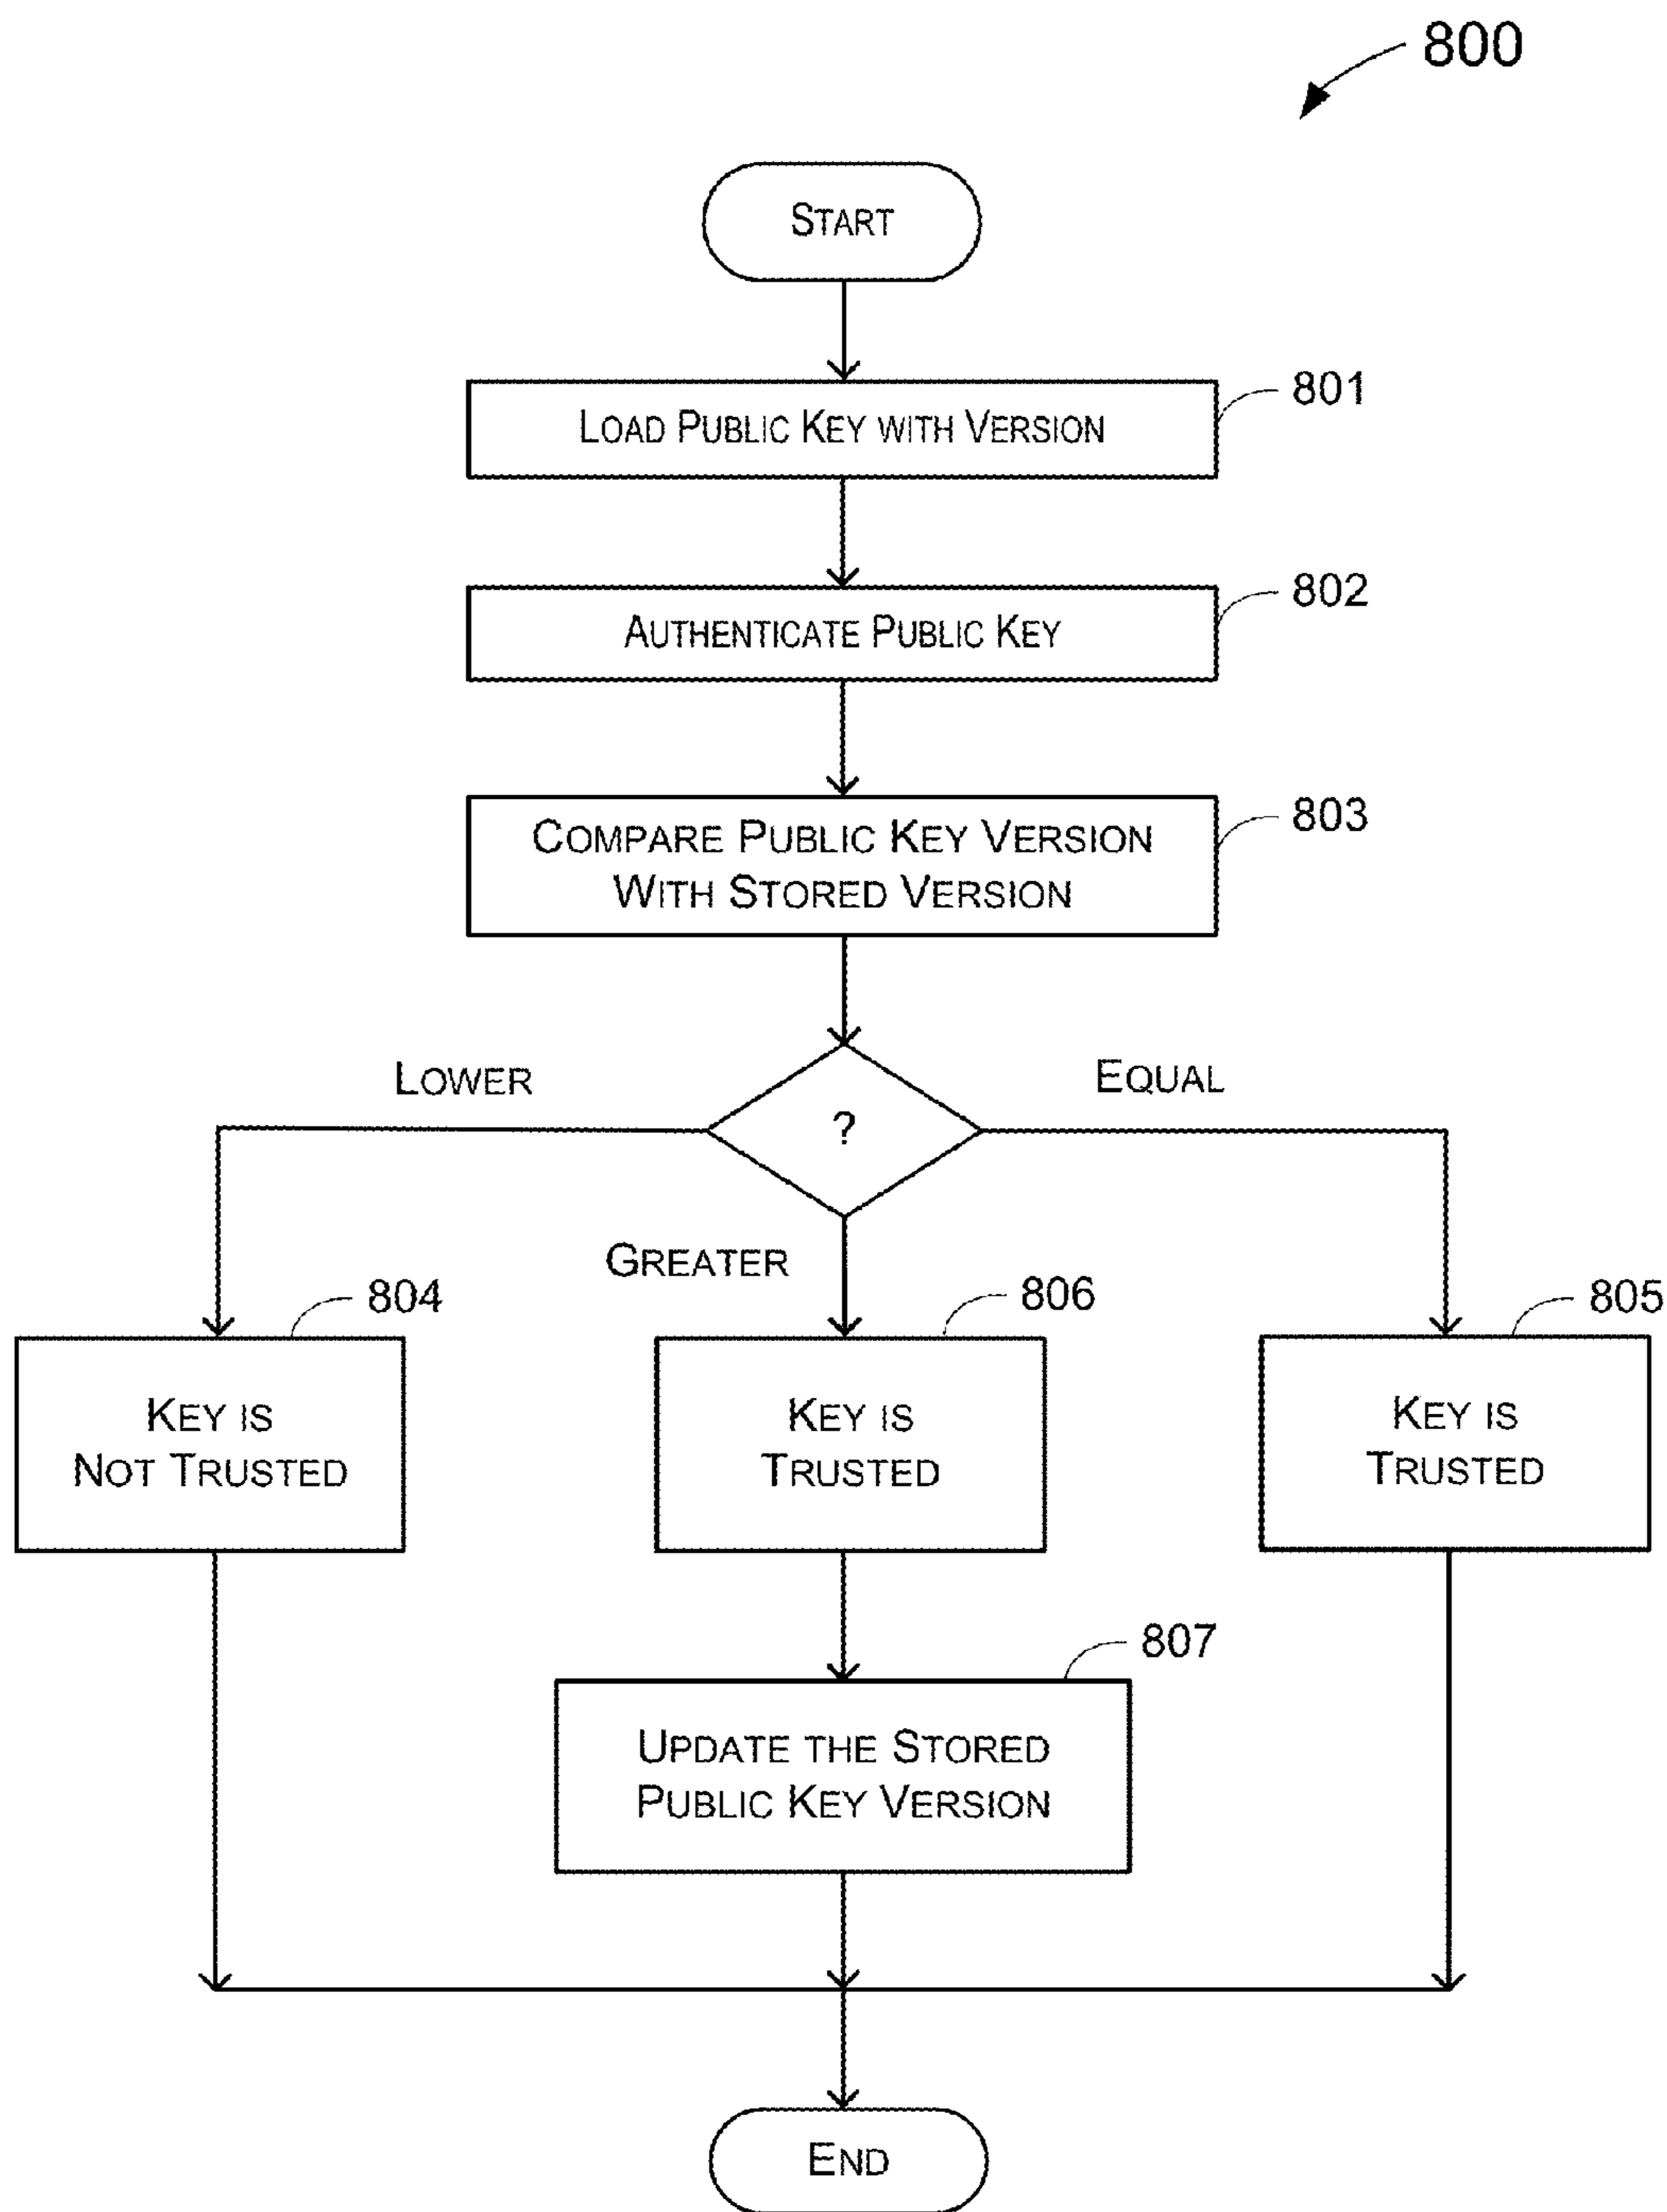 800
START
LOAD PUBLIC KEY WITH VERSION
801
AUTHENTICATE PUBLIC KEY
802
COMPARE PUBLIC KEY VERSION
WITH STORED VERSION
803
LOWER
?
EQUAL
GREATER
804
806
805
KEY IS
NOT TRUSTED
KEY IS
TRUSTED
KEY IS
TRUSTED
807
UPDATE THE STORED
PUBLIC KEY VERSION
END